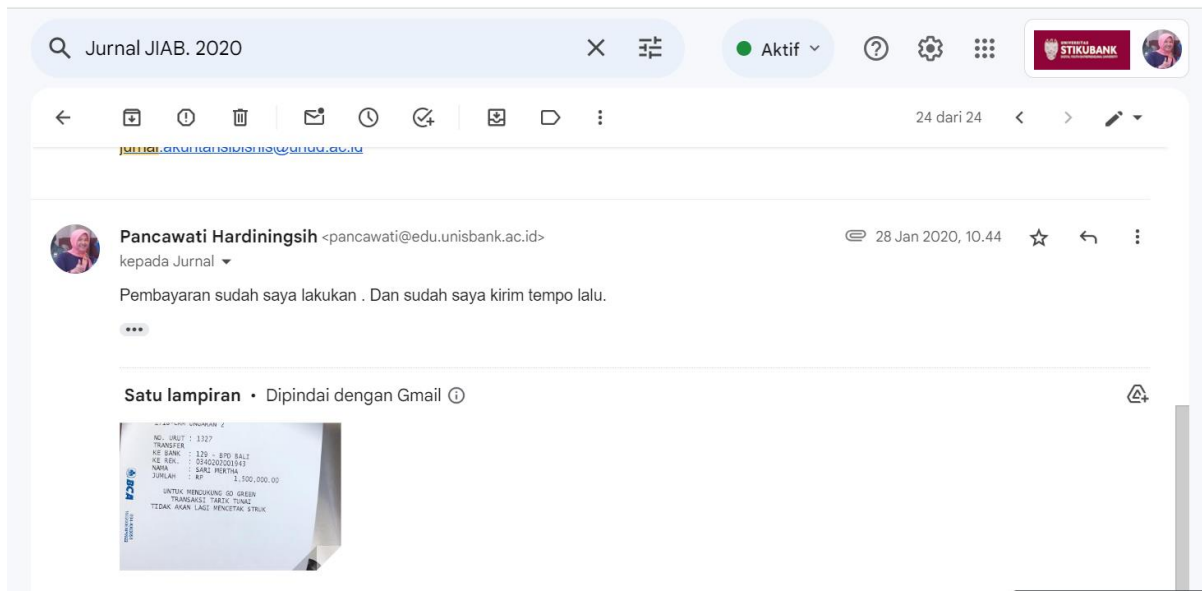 Jurnal JIAB. 2020
Aktif
UNIVERSITAS
STIKUBANK
24 dari 24
jurnal.akuntansibisnis@unud.ac.id
Pancawati Hardiningsih <pancawati@edu.unisbank.ac.id>
28 Jan 2020, 10.44
kepada Jurnal
Pembayaran sudah saya lakukan . Dan sudah saya kirim tempo lalu.
Satu lampiran • Dipindai dengan Gmail
NO. URUT : 1327
TRANSFER
KE BANK : 129 - BPD BALI
KE REK. : 0340202001943
NAMA : SARI MERTHA
JUMLAH : RP 1,500,000.00
UNTUK MENDUKUNG GO GREEN
TRANSAKSI TARIK TUNAI
TIDAK AKAN LAGI MENCETAK STRUK
BCA